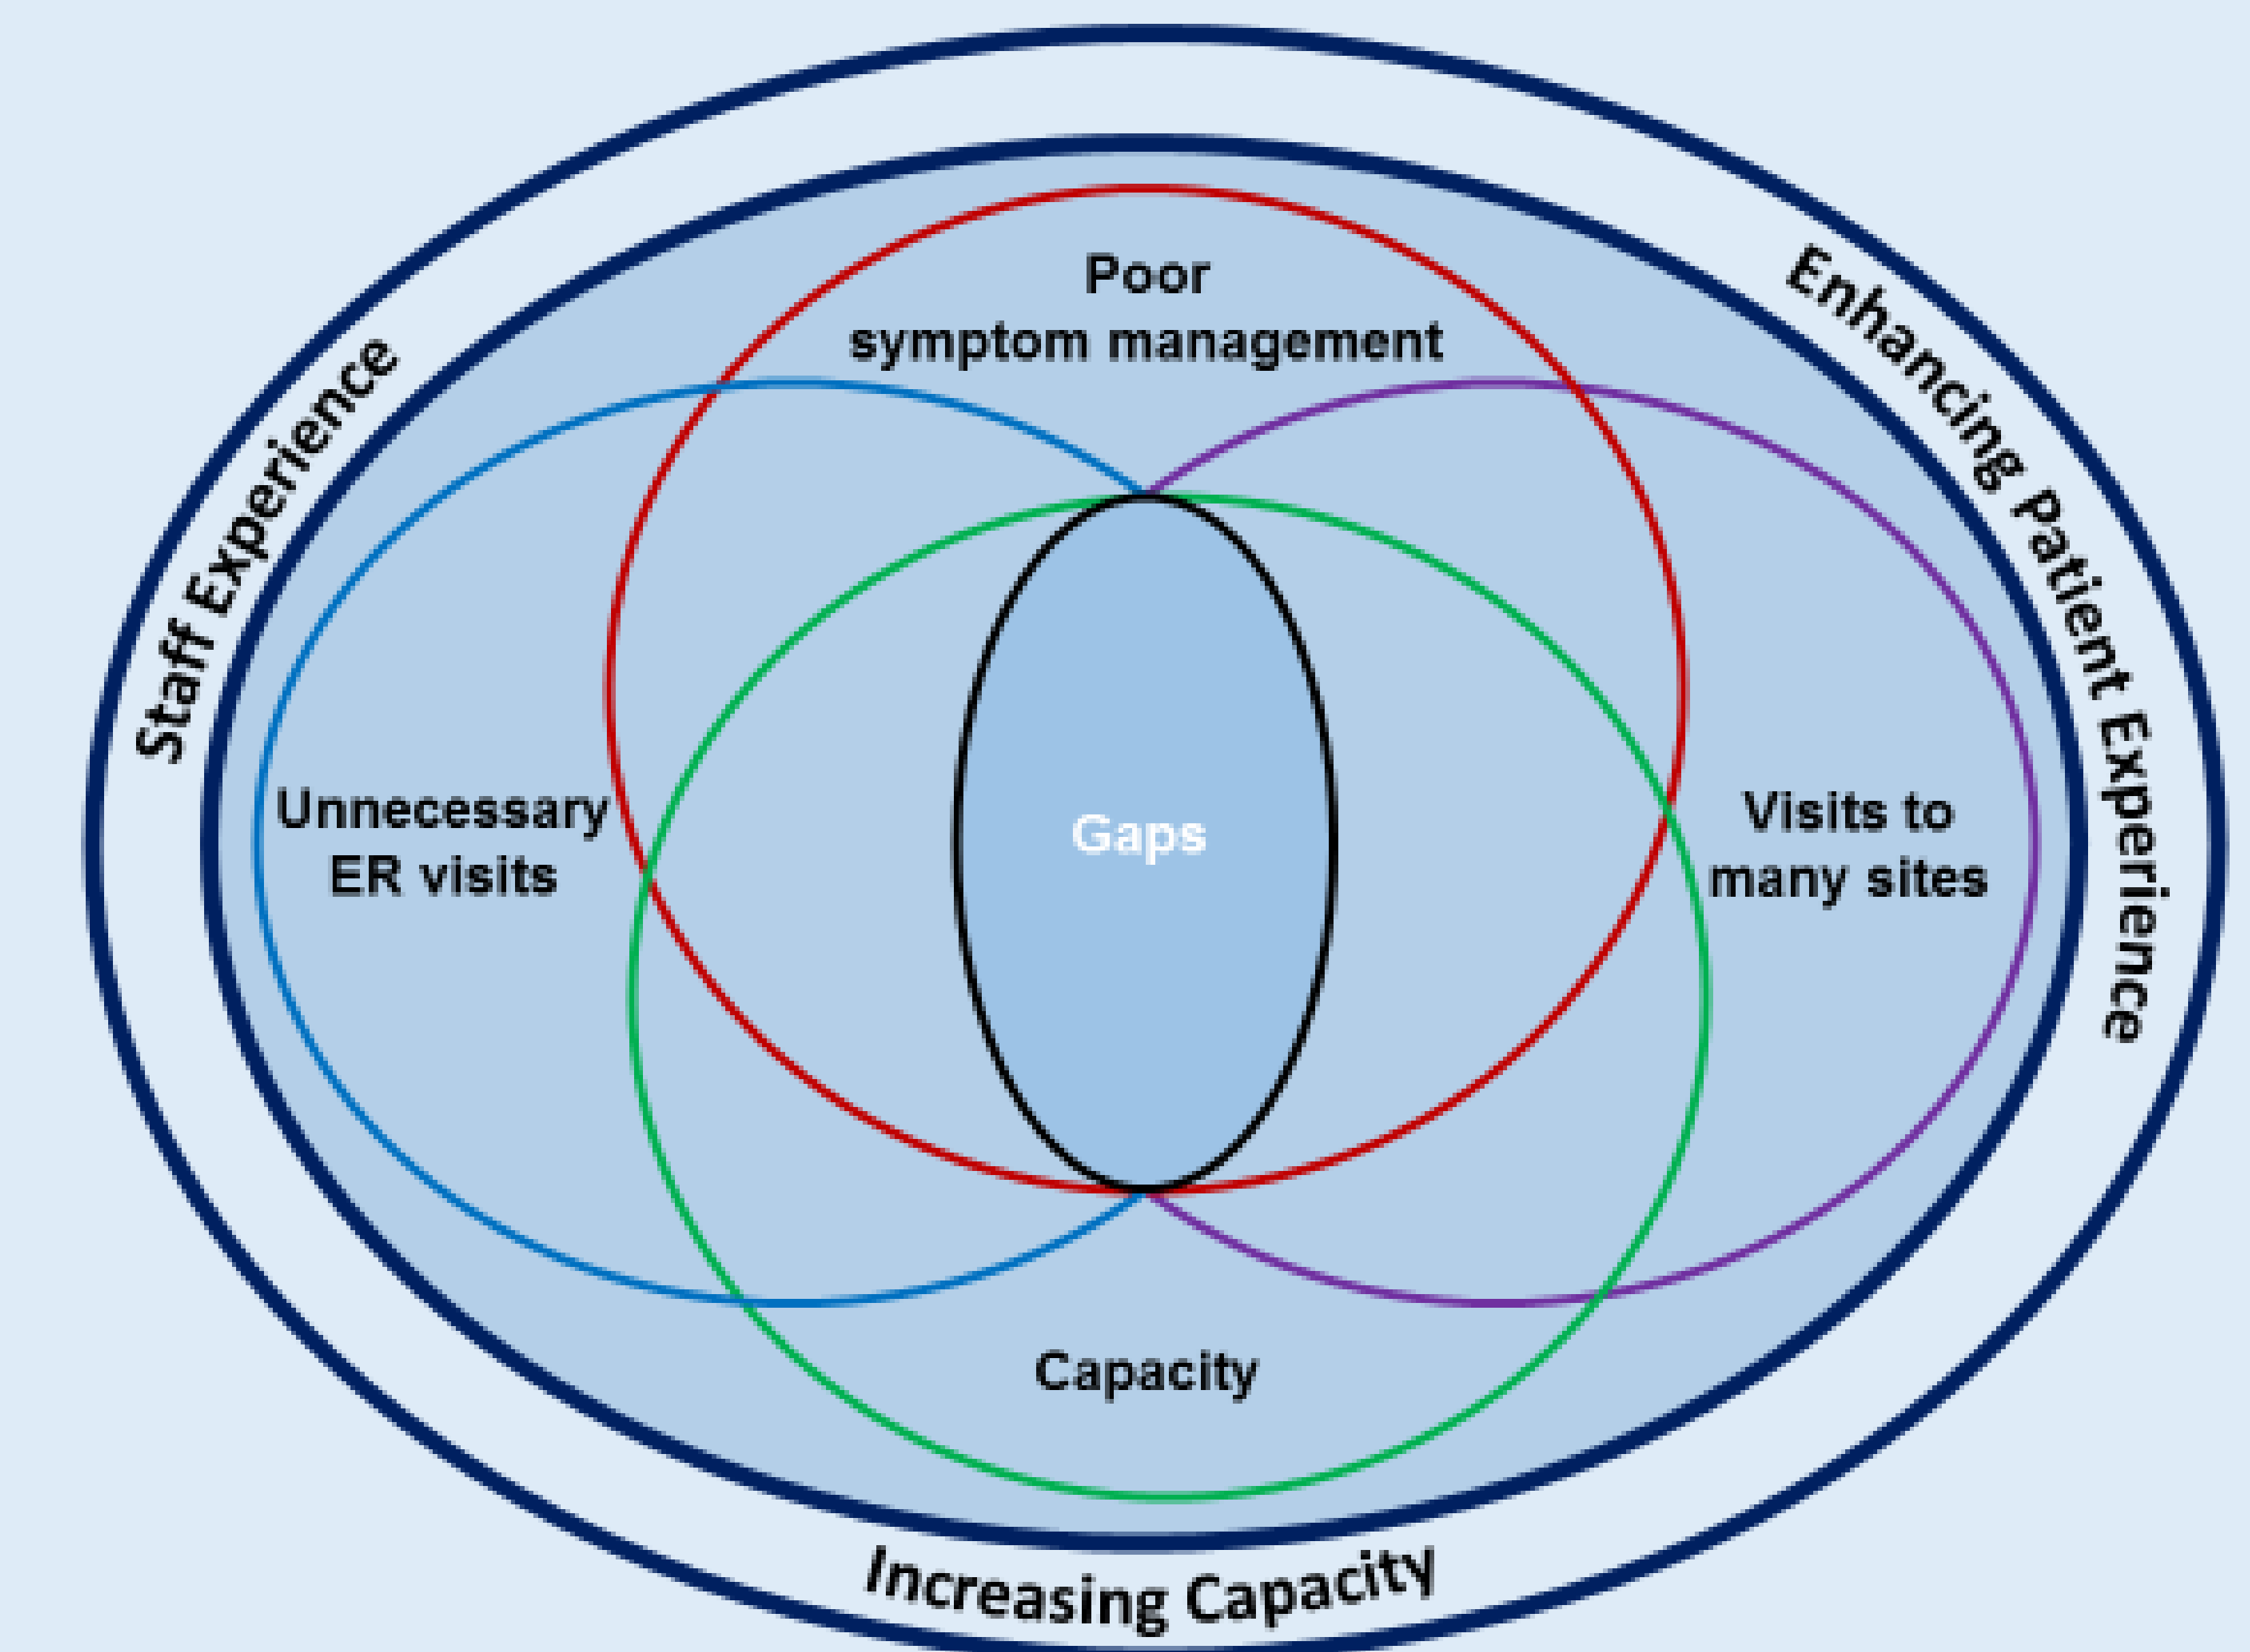 Poor
symptom management
Enhancing Patient Experience
Staff Experience
Unnecessary
ER visits
Gaps
Visits to
many sites
Capacity
Increasing Capacity